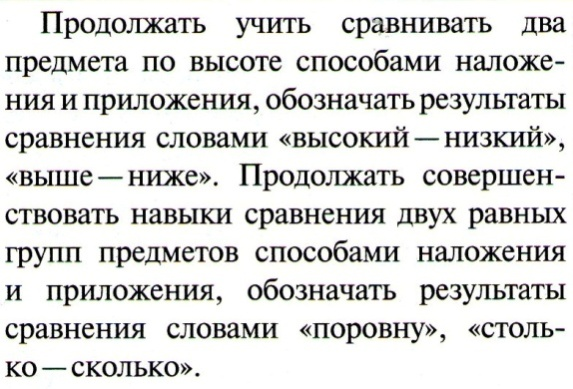 Продолжать учить сравнивать два
предмета по высоте способами наложе-
ния и приложения, обозначать результаты
сравнения словами «высокий — низкий»,
«выше — ниже». Продолжать совершен-
ствовать навыки сравнения двух равных
групп предметов способами наложения
и приложения, обозначать результаты
сравнения словами «поровну», «столь-
ко — сколько».